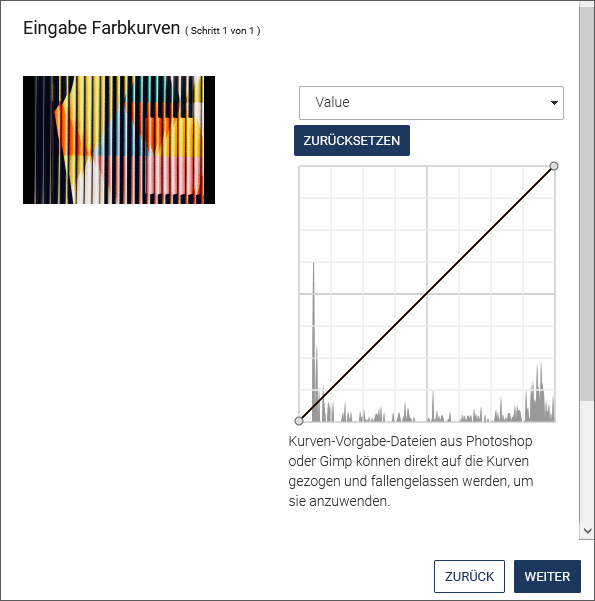 Eingabe Farbkurven ( Schritt 1 von 1 )
Value
ZURÜCKSETZEN
Kurven-Vorgabe-Dateien aus Photoshop
oder Gimp können direkt auf die Kurven
gezogen und fallengelassen werden, um
sie anzuwenden.
ZURÜCK WEITER